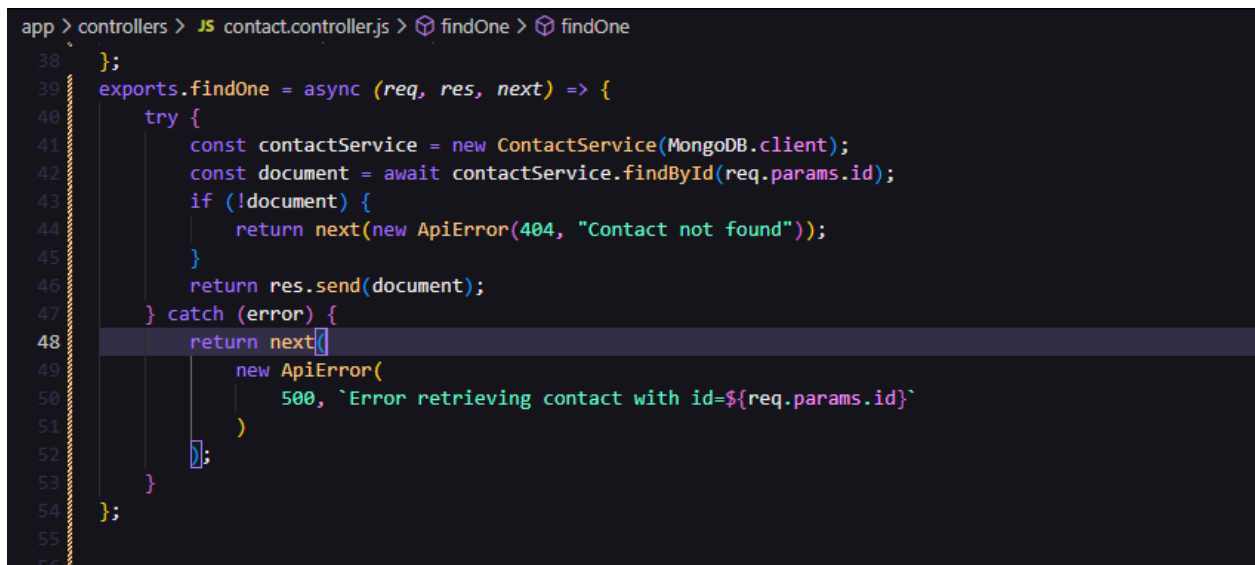 app > controllers > JS contact.controller.js > findOne > findOne
38 };
39 exports.findOne = async (req, res, next) => {
40 try {
41 const contactService = new ContactService(MongoDB.client);
42 const document = await contactService.findById(req.params.id);
43 if (!document) {
44 return next(new ApiError(404, "Contact not found"));
45 }
46 return res.send(document);
47 } catch (error) {
48 return next(
49 new ApiError(
50 500, `Error retrieving contact with id=${req.params.id}`
51 )
52 );
53 }
54 };
55